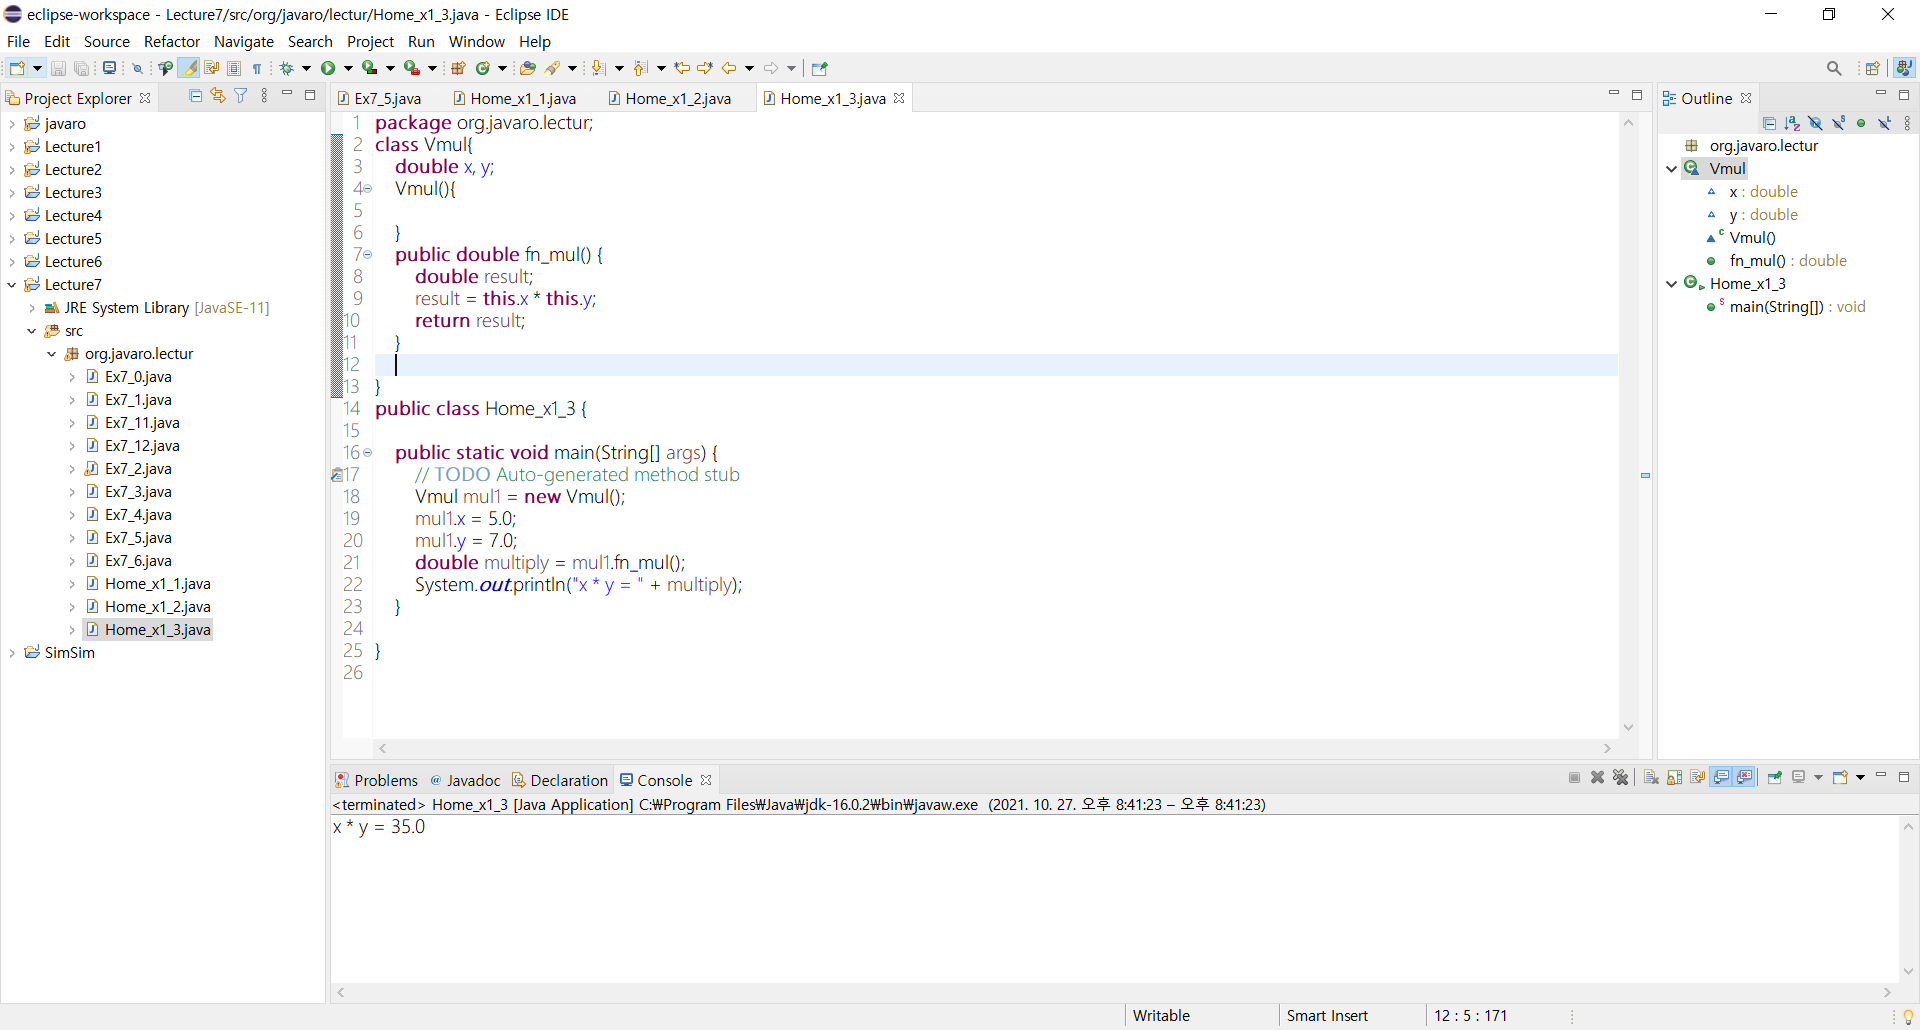 eclipse-workspace - Lecture7/src/org/javaro/lectur/Home_x1_3.java - Eclipse IDE
File Edit Source Refactor Navigate Search Project Run Window Help
Project Explorer
javaro
Lecture1
Lecture2
Lecture3
Lecture4
Lecture5
Lecture6
Lecture7
JRE System Library [JavaSE-11]
src
org.javaro.lectur
Ex7_0.java
Ex7_1.java
Ex7_11.java
Ex7_12.java
Ex7_2.java
Ex7_3.java
Ex7_4.java
Ex7_5.java
Ex7_6.java
Home_x1_1.java
Home_x1_2.java
Home_x1_3.java
SimSim
Ex7_5.java Home_x1_1.java Home_x1_2.java Home_x1_3.java
1 package org.javaro.lectur;
2 class Vmul{
3 double x, y;
4 Vmul(){
5
6 }
7 public double fn_mul() {
8 double result;
9 result = this.x * this.y;
10 return result;
11 }
12
13 }
14 public class Home_x1_3 {
15
16 public static void main(String[] args) {
17 // TODO Auto-generated method stub
18 Vmul mul1 = new Vmul();
19 mul1.x = 5.0;
20 mul1.y = 7.0;
21 double multiply = mul1.fn_mul();
22 System.out.println("x * y = " + multiply);
23 }
24
25 }
26
Outline
org.javaro.lectur
Vmul
x : double
y : double
Vmul()
fn_mul() : double
Home_x1_3
main(String[]) : void
Problems @ Javadoc Declaration Console
<terminated> Home_x1_3 [Java Application] C:₩Program Files₩Java₩jdk-16.0.2₩bin₩javaw.exe (2021. 10. 27. 오후 8:41:23 – 오후 8:41:23)
x * y = 35.0
Writable Smart Insert 12 : 5 : 171